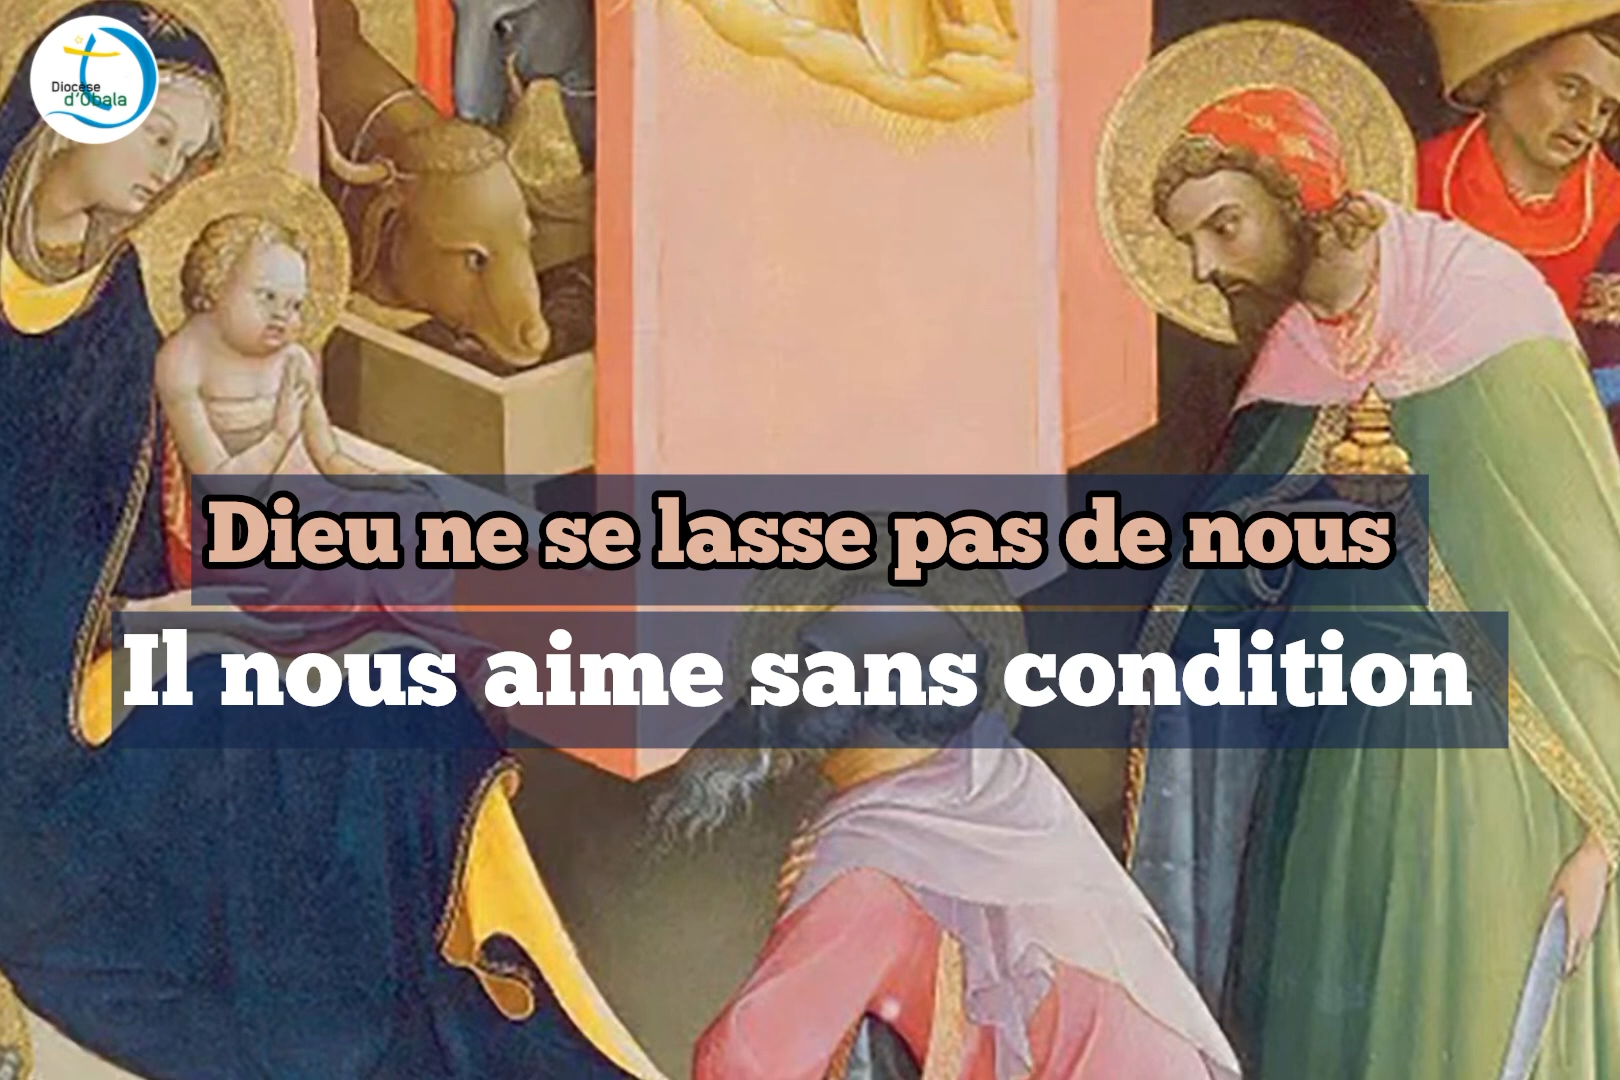 Diocèse
d'Obala
Dieu ne se lasse pas de nous
Il nous aime sans condition